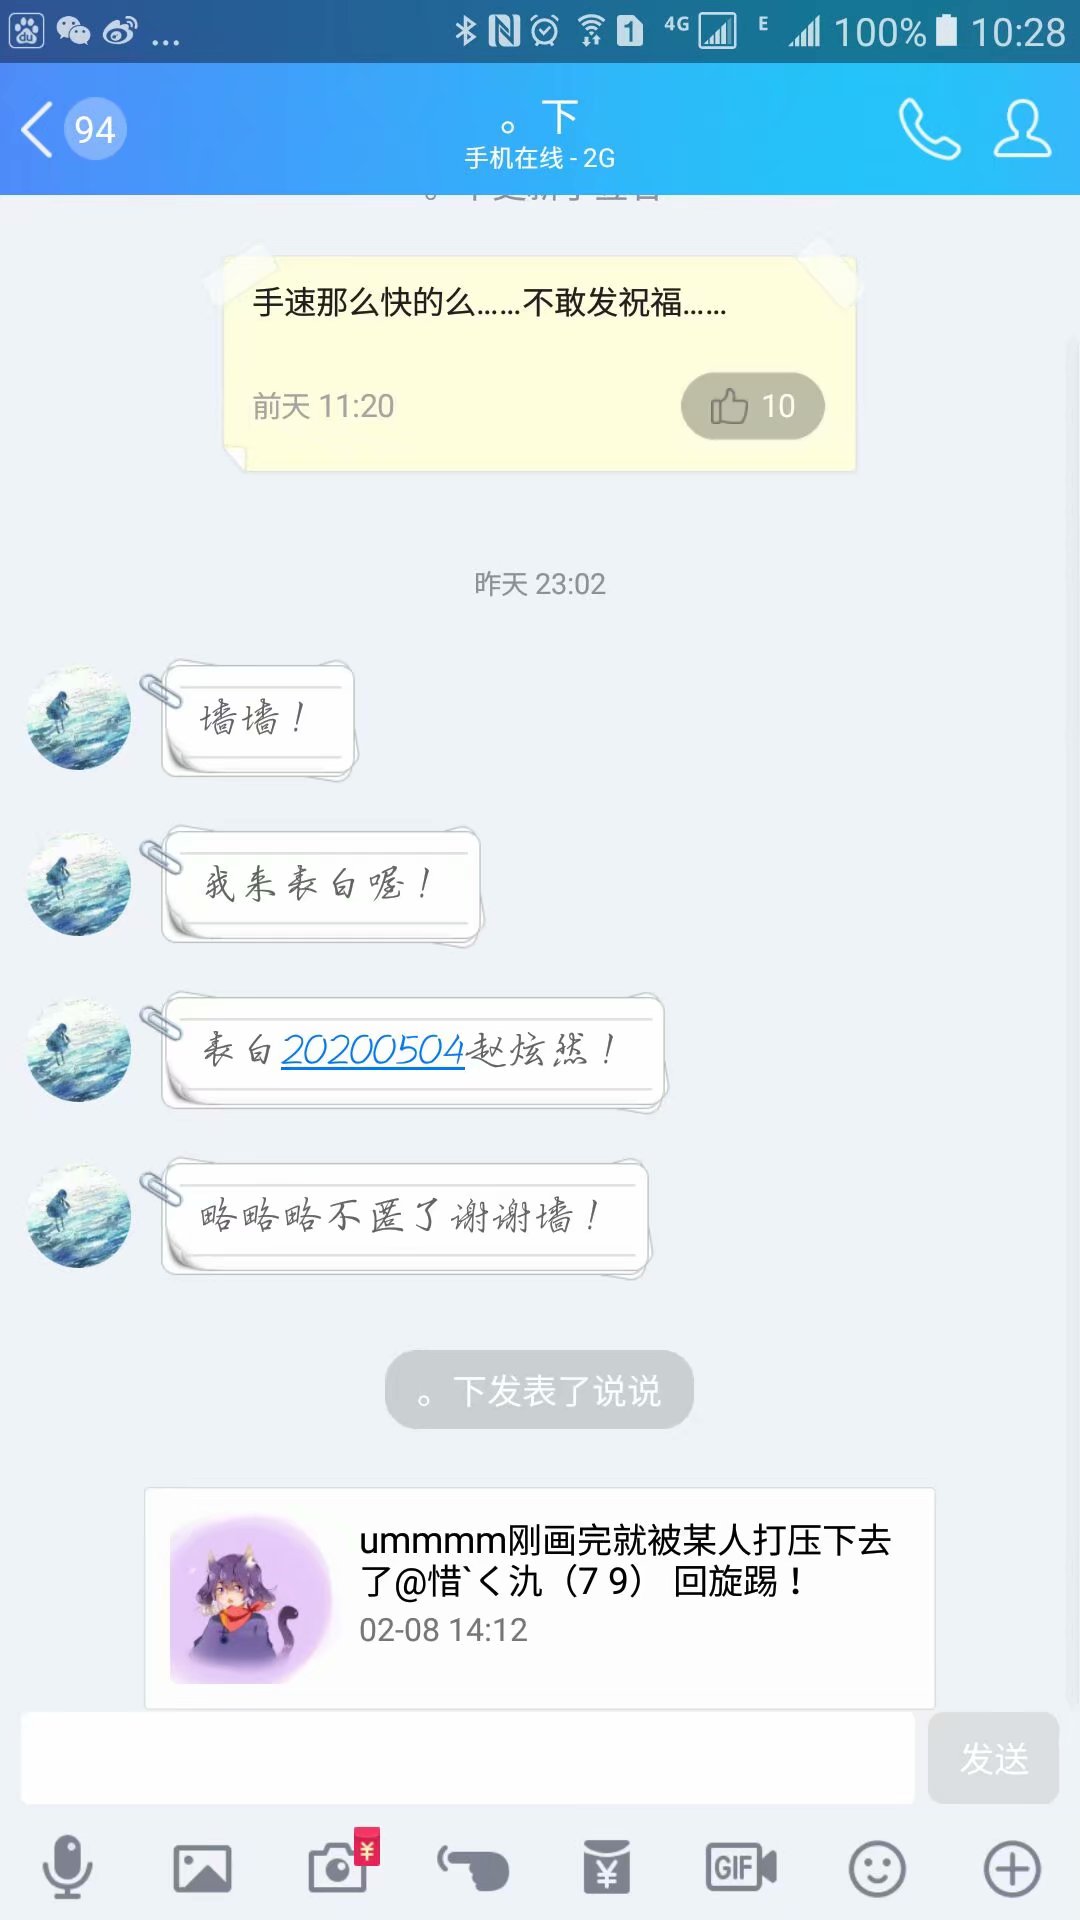 4G E 100% 10:28
94
。下
手机在线 - 2G
手速那么快的么……不敢发祝福……
前天 11:20
10
昨天 23:02
墙墙！
我来表白喔！
表白20200504赵炫然！
略略略不匿了谢谢墙！
。下发表了说说
ummmm刚画完就被某人打压下去
了@惜`く氿（7 9） 回旋踢！
02-08 14:12
发送
GIF